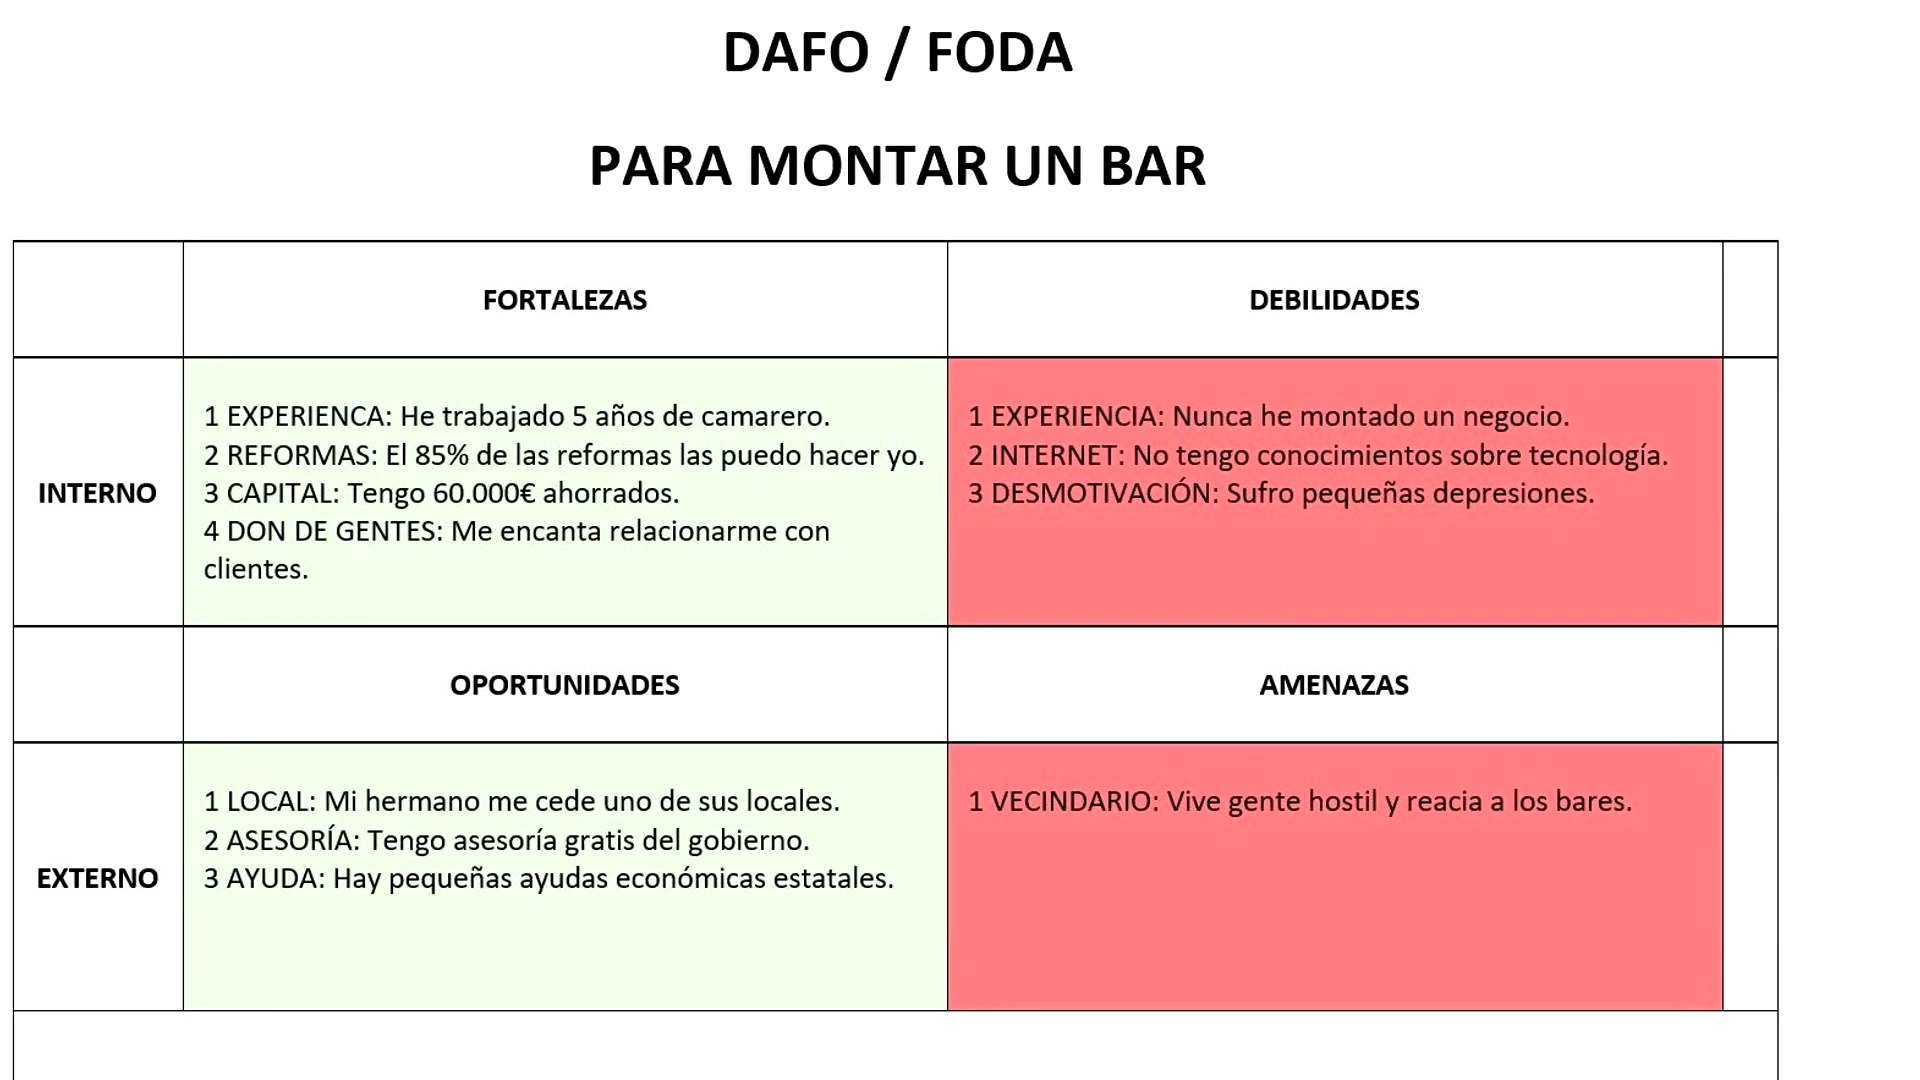 DAFO / FODA
PARA MONTAR UN BAR
FORTALEZAS
DEBILIDADES
INTERNO
1 EXPERIENCA: He trabajado 5 años de camarero.
2 REFORMAS: El 85% de las reformas las puedo hacer yo.
3 CAPITAL: Tengo 60.000€ ahorrados.
4 DON DE GENTES: Me encanta relacionarme con
clientes.
1 EXPERIENCIA: Nunca he montado un negocio.
2 INTERNET: No tengo conocimientos sobre tecnología.
3 DESMOTIVACIÓN: Sufro pequeñas depresiones.
OPORTUNIDADES
AMENAZAS
EXTERNO
1 LOCAL: Mi hermano me cede uno de sus locales.
2 ASESORÍA: Tengo asesoría gratis del gobierno.
3 AYUDA: Hay pequeñas ayudas económicas estatales.
1 VECINDARIO: Vive gente hostil y reacia a los bares.